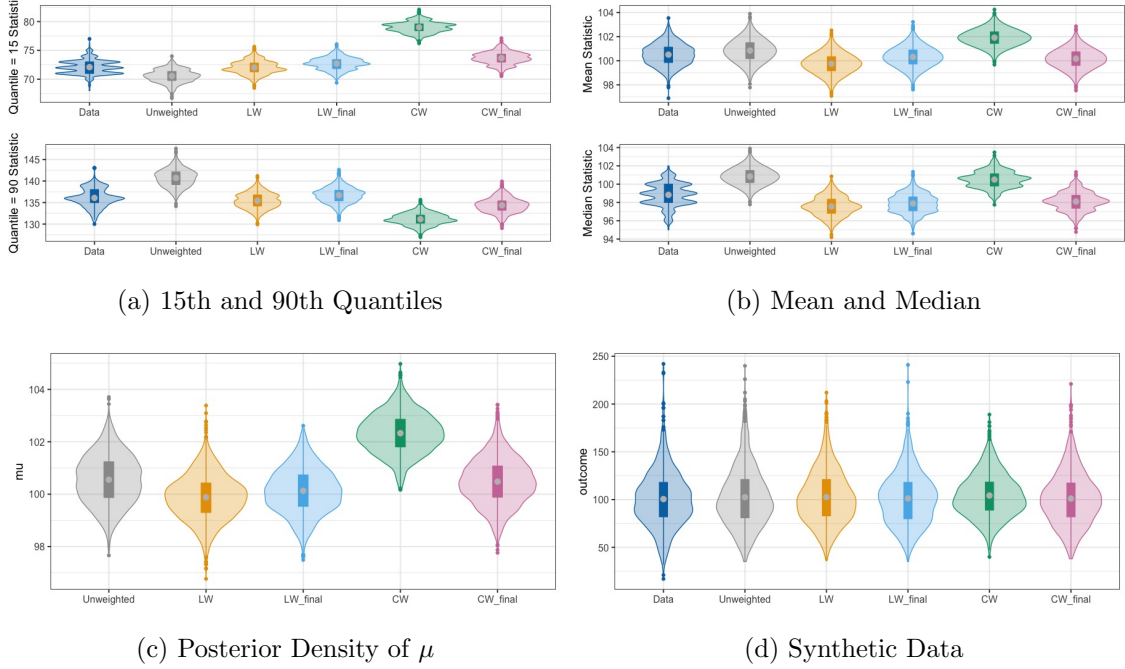 Quantile = 15 Statistic
80
70
Data Unweighted LW LW_final CW CW_final
Quantile = 90 Statistic
145
140
135
130
Data Unweighted LW LW_final CW CW_final
(a) 15th and 90th Quantiles
Mean Statistic
104
102
100
98
Data Unweighted LW LW_final CW CW_final
Median Statistic
104
102
100
98
96
94
Data Unweighted LW LW_final CW CW_final
(b) Mean and Median
mu
104
102
100
98
Unweighted LW LW_final CW CW_final
(c) Posterior Density of μ
outcome
250
200
150
100
50
Data Unweighted LW LW_final CW CW_final
(d) Synthetic Data